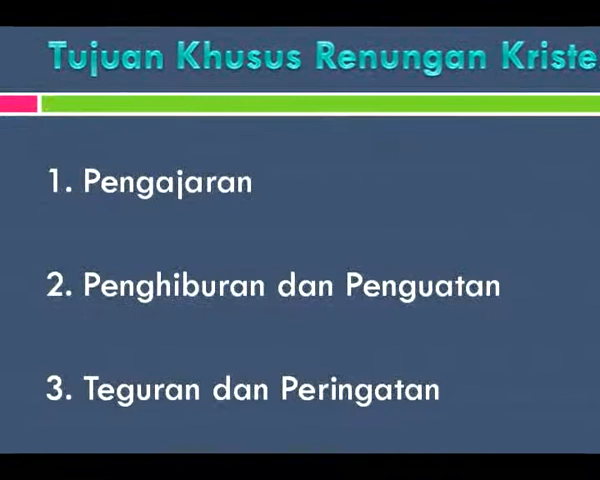 Tujuan Khusus Renungan Kriste
1. Pengajaran
2. Penghiburan dan Penguatan
3. Teguran dan Peringatan